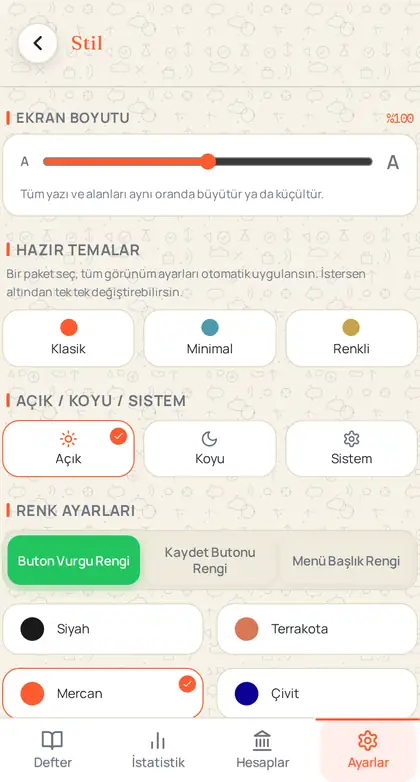 Stil
EKRAN BOYUTU
%100
A
A
Tüm yazı ve alanları aynı oranda büyütür ya da küçültür.
HAZIR TEMALAR
Bir paket seç, tüm görünüm ayarları otomatik uygulansın. İstersen
altından tek tek değiştirebilirsin.
Klasik
Minimal
Renkli
AÇIK / KOYU / SISTEM
Açık
Koyu
Sistem
RENK AYARLARI
Buton Vurgu Rengi
Kaydet Butonu
Rengi
Menü Başlık Rengi
Siyah
Terrakota
Mercan
Çivit
Defter
İstatistik
Hesaplar
Ayarlar